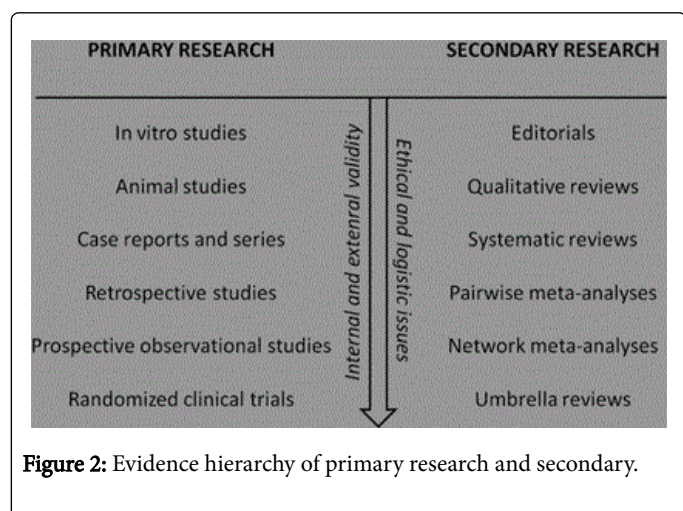 PRIMARY RESEARCH SECONDARY RESEARCH
In vitro studies Editorials
Animal studies Qualitative reviews
Case reports and series Systematic reviews
Retrospective studies Pairwise meta-analyses
Prospective observational studies Network meta-analyses
Randomized clinical trials Umbrella reviews
Internal and extenral validity
Ethical and logistic issues
Figure 2: Evidence hierarchy of primary research and secondary.